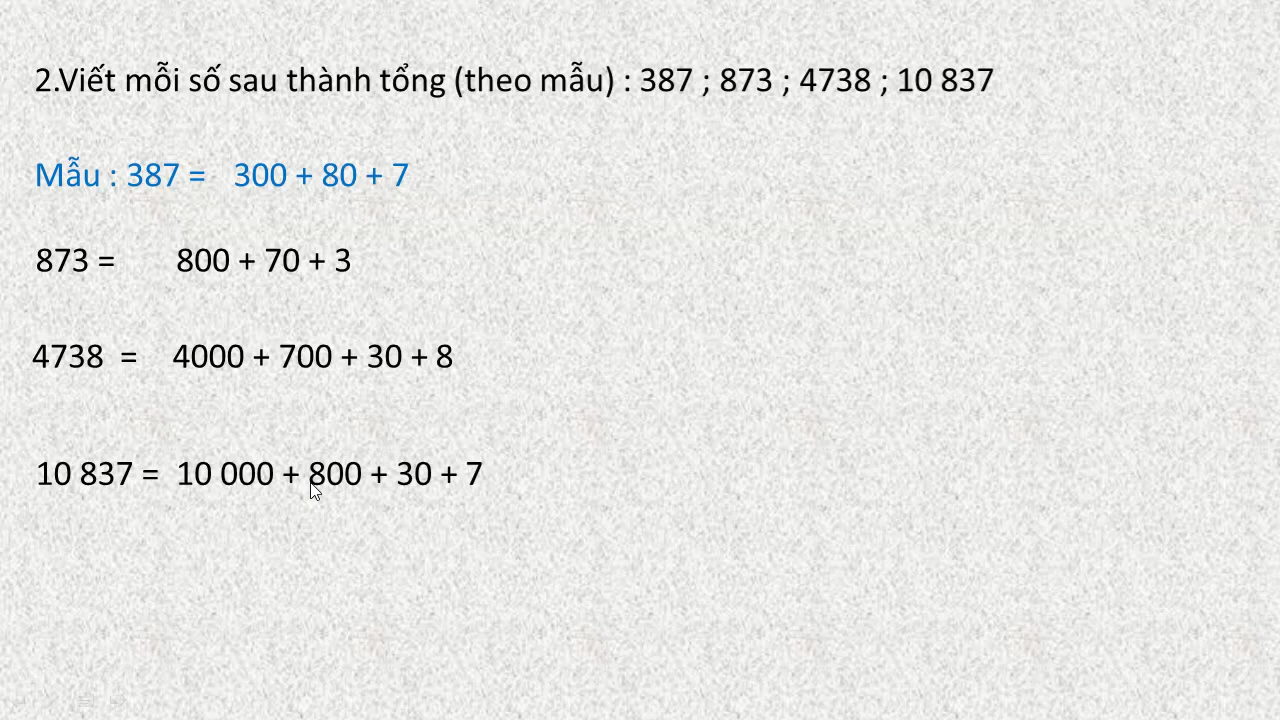 2.Viết mỗi số sau thành tổng (theo mẫu) : 387 ; 873 ; 4738 ; 10 837
Mẫu : 387 = 300 + 80 + 7
873 = 800 + 70 + 3
4738 = 4000 + 700 + 30 + 8
10 837 = 10 000 + 800 + 30 + 7